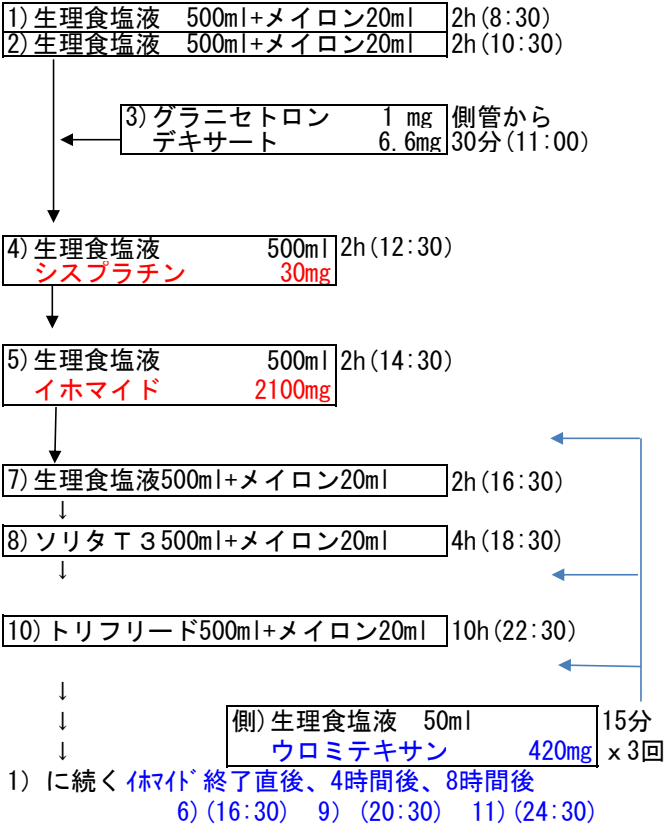 1)生理食塩液 500ml+メイロン20ml 2h(8:30)
2)生理食塩液 500ml+メイロン20ml 2h(10:30)
3)グラニセトロン 1 mg 側管から
デキサート 6.6mg 30分(11:00)
4)生理食塩液 500ml 2h(12:30)
シスプラチン 30mg
5)生理食塩液 500ml 2h(14:30)
イホマイド 2100mg
7)生理食塩液500ml+メイロン20ml 2h(16:30)
↓
8)ソリタT3500ml+メイロン20ml 4h(18:30)
↓
10)トリフリード500ml+メイロン20ml 10h(22:30)
↓
↓ 側)生理食塩液 50ml 15分
↓ ウロミテキサン 420mg x3回
1) に続く ｲﾎﾏｲﾄﾞ終了直後、4時間後、8時間後
6)(16:30) 9) (20:30) 11)(24:30)